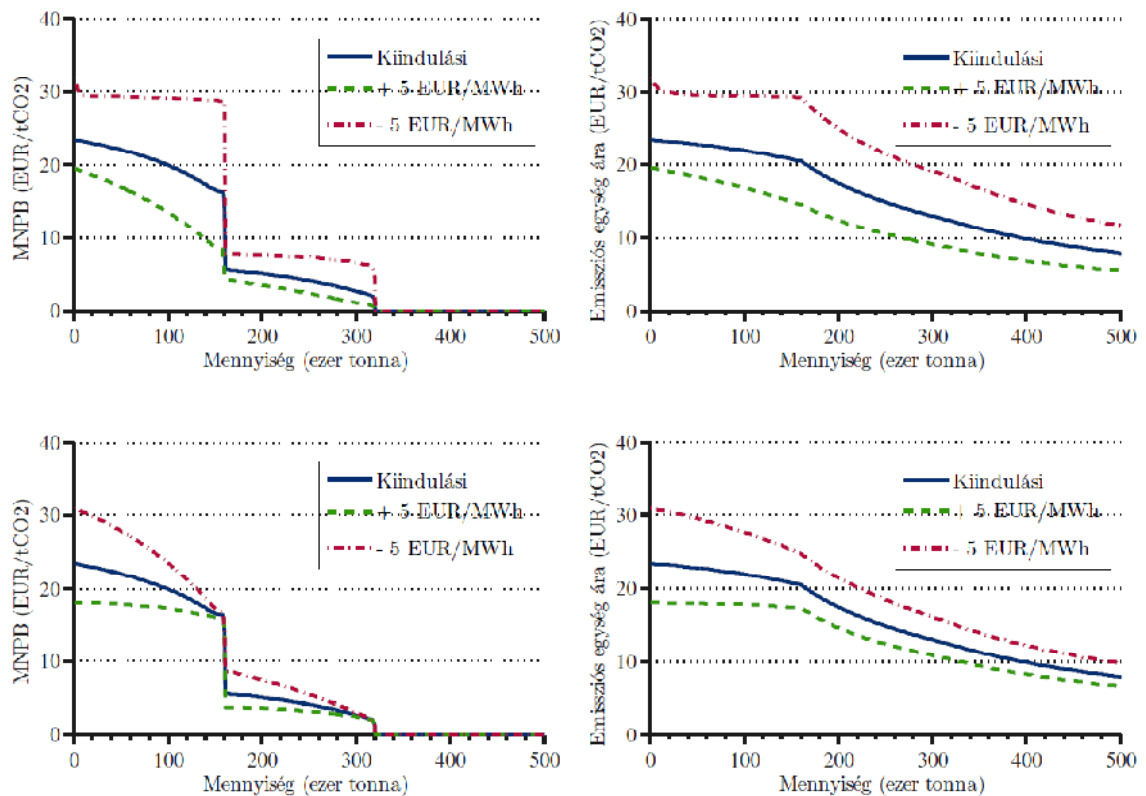 MNPB (EUR/tCO2)
40
30
20
10
0
Kiindulási
+ 5 EUR/MWh
- 5 EUR/MWh
0 100 200 300 400 500
Mennyiség (ezer tonna)
Emissziós egység ára (EUR/tCO2)
40
30
20
10
0
Kiindulási
+ 5 EUR/MWh
- 5 EUR/MWh
0 100 200 300 400 500
Mennyiség (ezer tonna)
MNPB (EUR/tCO2)
40
30
20
10
0
Kiindulási
+ 5 EUR/MWh
- 5 EUR/MWh
0 100 200 300 400 500
Mennyiség (ezer tonna)
Emissziós egység ára (EUR/tCO2)
40
30
20
10
0
Kiindulási
+ 5 EUR/MWh
- 5 EUR/MWh
0 100 200 300 400 500
Mennyiség (ezer tonna)